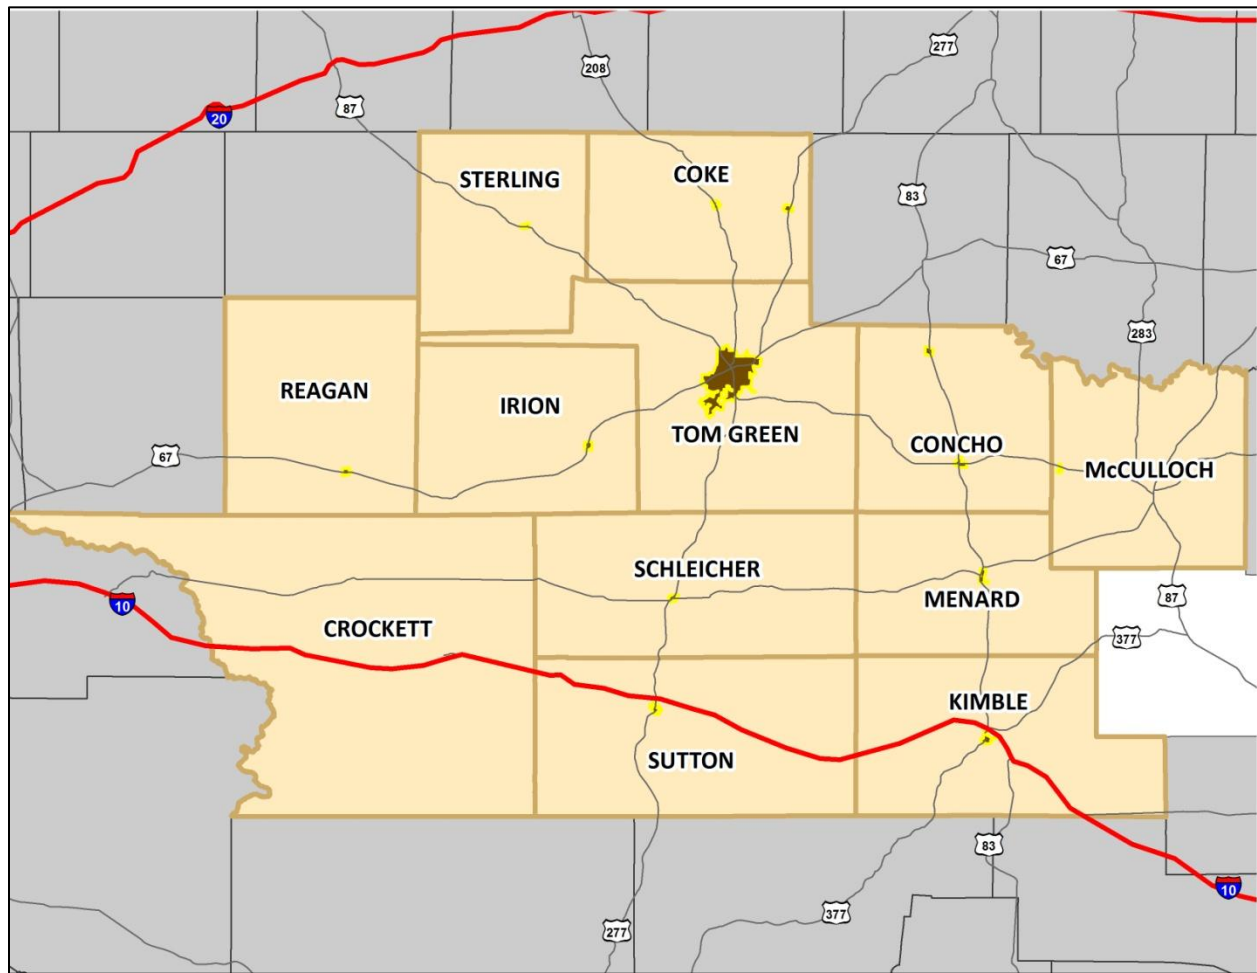 277
208
87
20
STERLING
COKE
83
67
283
REAGAN
IRION
TOM GREEN
CONCHO
McCULLOCH
67
SCHLEICHER
MENARD
10
87
CROCKETT
377
KIMBLE
SUTTON
83
10
377
277